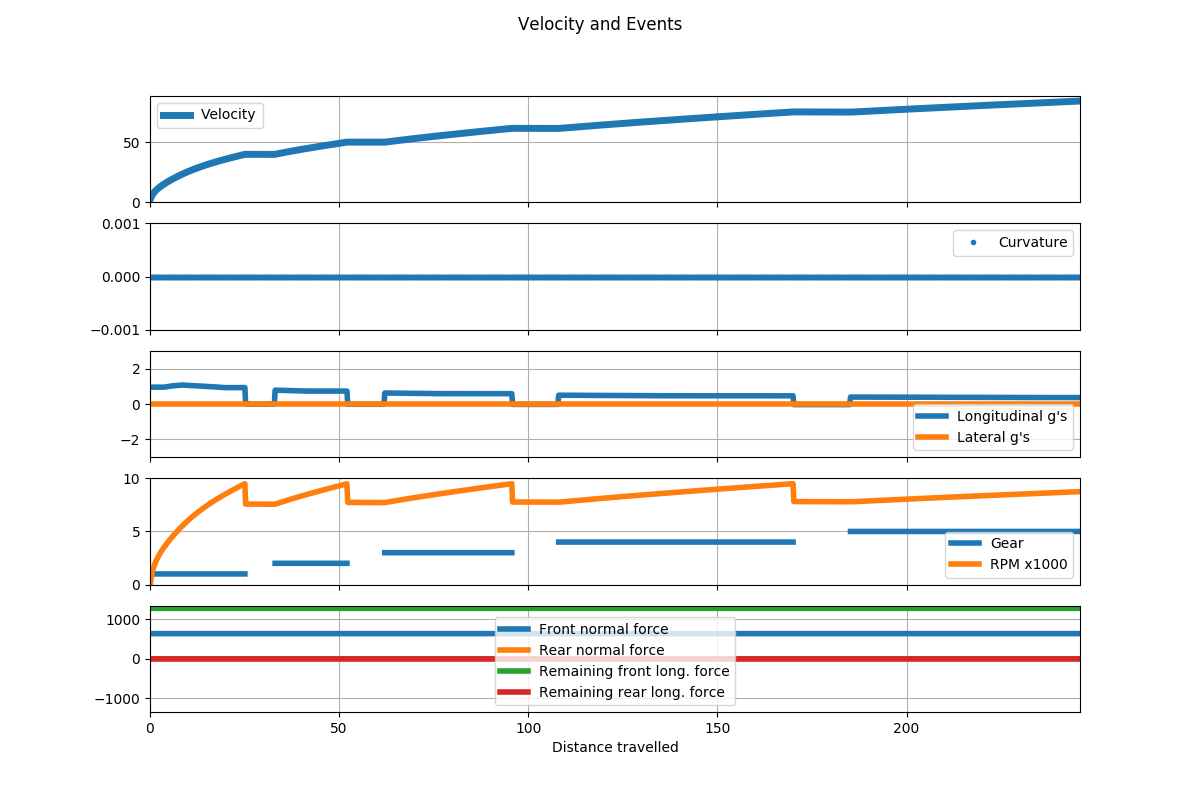 Velocity and Events
Velocity
50
0
0.001
0.000
−0.001
Curvature
2
0
−2
Longitudinal g's
Lateral g's
10
5
0
Gear
RPM x1000
1000
0
−1000
Front normal force
Rear normal force
Remaining front long. force
Remaining rear long. force
0 50 100 150 200
Distance travelled